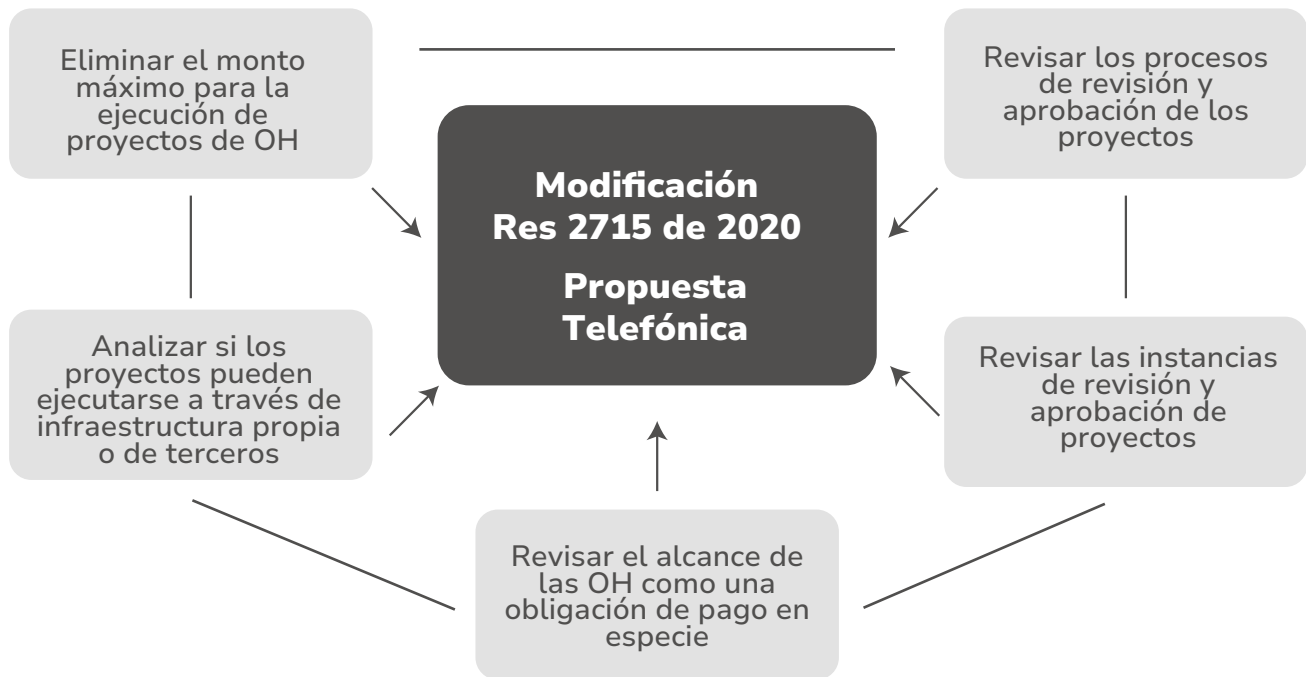 Eliminar el monto
máximo para la
ejecución de
proyectos de OH
Revisar los procesos
de revisión y
aprobación de los
proyectos
Modificación
Res 2715 de 2020
Propuesta
Telefónica
Analizar si los
proyectos pueden
ejecutarse a través de
infraestructura propia
o de terceros
Revisar las instancias
de revisión y
aprobación de
proyectos
Revisar el alcance de
las OH como una
obligación de pago en
especie